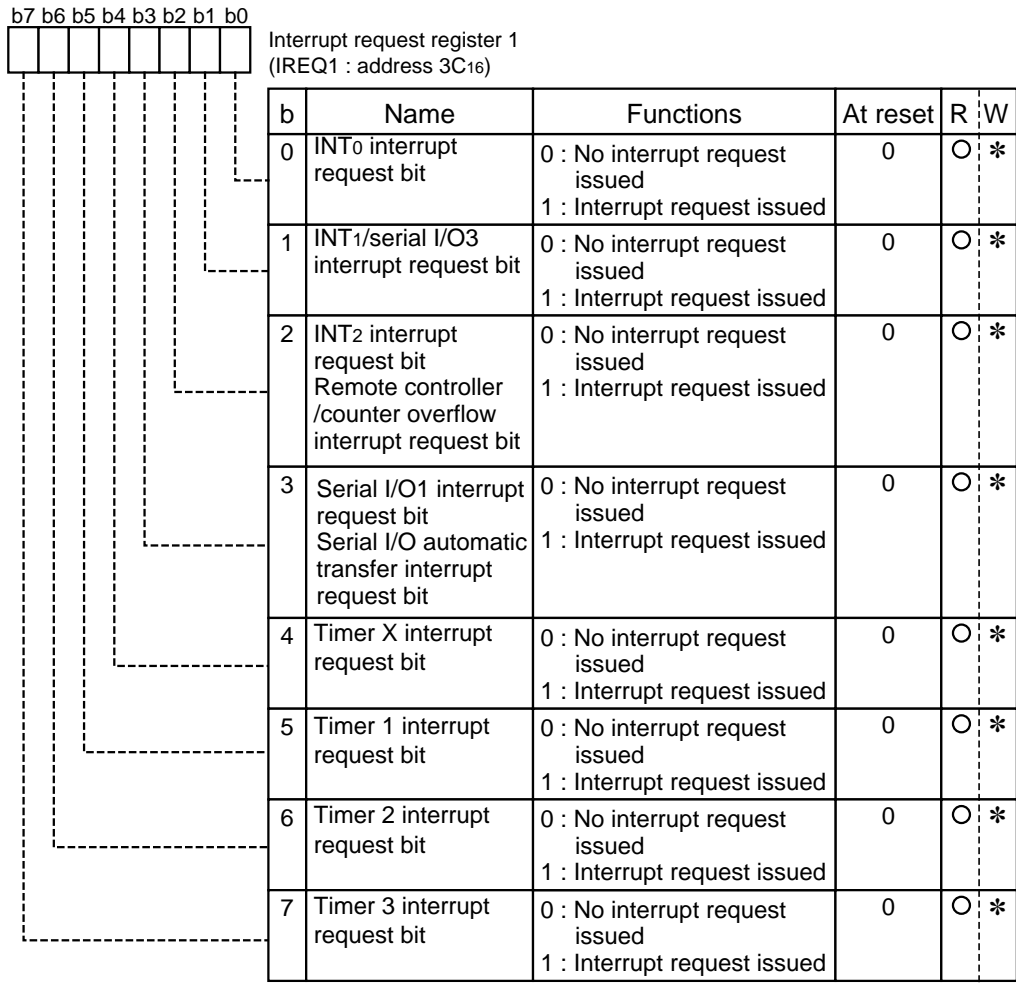 b7 b6 b5 b4 b3 b2 b1 b0
Interrupt request register 1
(IREQ1 : address 3C16)
b Name Functions At reset R W
0 INT0 interrupt request bit 0 : No interrupt request issued 1 : Interrupt request issued 0 ○ ✻
1 INT1/serial I/O3 interrupt request bit 0 : No interrupt request issued 1 : Interrupt request issued 0 ○ ✻
2 INT2 interrupt request bit Remote controller /counter overflow interrupt request bit 0 : No interrupt request issued 1 : Interrupt request issued 0 ○ ✻
3 Serial I/O1 interrupt request bit Serial I/O automatic transfer interrupt request bit 0 : No interrupt request issued 1 : Interrupt request issued 0 ○ ✻
4 Timer X interrupt request bit 0 : No interrupt request issued 1 : Interrupt request issued 0 ○ ✻
5 Timer 1 interrupt request bit 0 : No interrupt request issued 1 : Interrupt request issued 0 ○ ✻
6 Timer 2 interrupt request bit 0 : No interrupt request issued 1 : Interrupt request issued 0 ○ ✻
7 Timer 3 interrupt request bit 0 : No interrupt request issued 1 : Interrupt request issued 0 ○ ✻